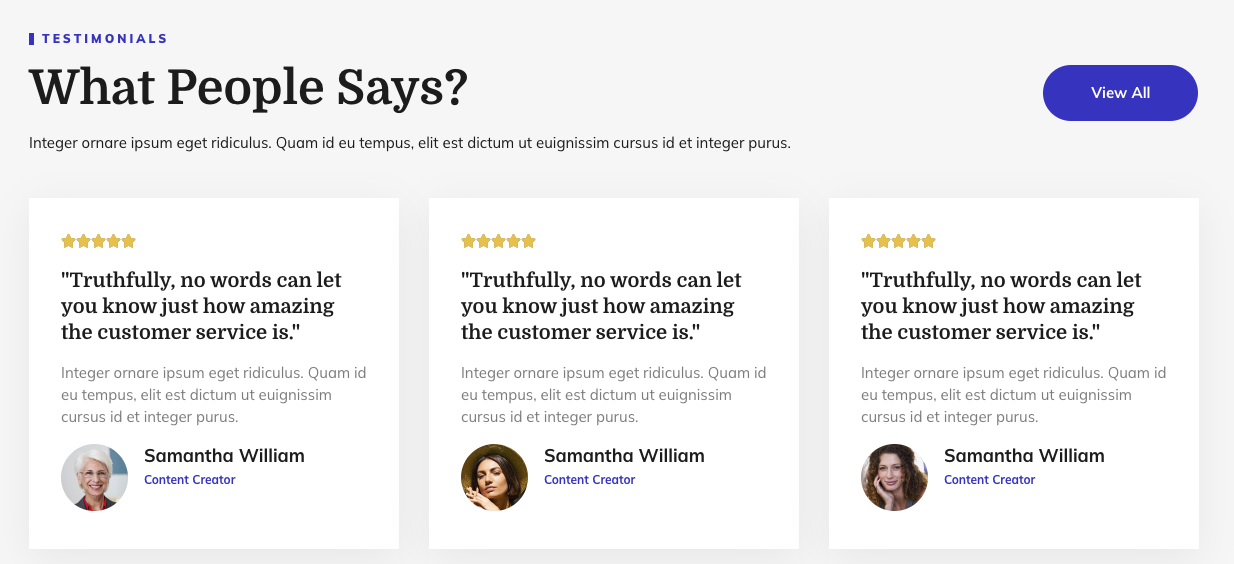 TESTIMONIALS
What People Says?
View All
Integer ornare ipsum eget ridiculus. Quam id eu tempus, elit est dictum ut euignissim cursus id et integer purus.
"Truthfully, no words can let
you know just how amazing
the customer service is."
Integer ornare ipsum eget ridiculus. Quam id
eu tempus, elit est dictum ut euignissim
cursus id et integer purus.
Samantha William
Content Creator
"Truthfully, no words can let
you know just how amazing
the customer service is."
Integer ornare ipsum eget ridiculus. Quam id
eu tempus, elit est dictum ut euignissim
cursus id et integer purus.
Samantha William
Content Creator
"Truthfully, no words can let
you know just how amazing
the customer service is."
Integer ornare ipsum eget ridiculus. Quam id
eu tempus, elit est dictum ut euignissim
cursus id et integer purus.
Samantha William
Content Creator